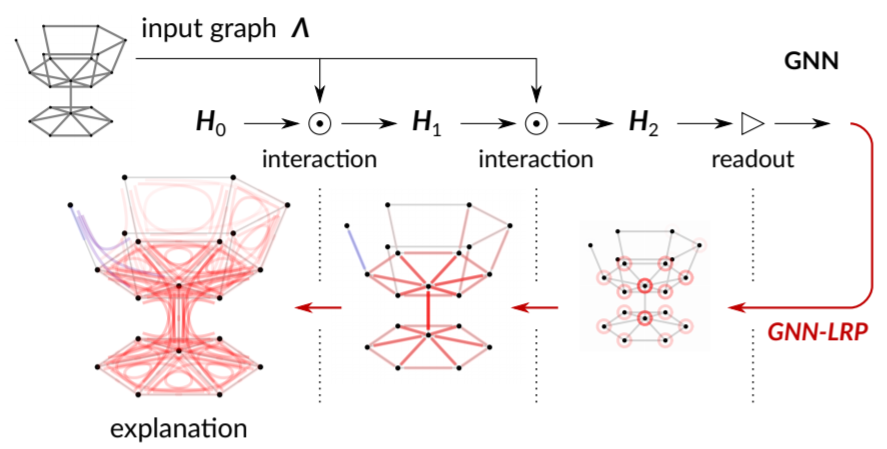 input graph Λ
GNN
H0
H1
H2
interaction
interaction
readout
GNN-LRP
explanation